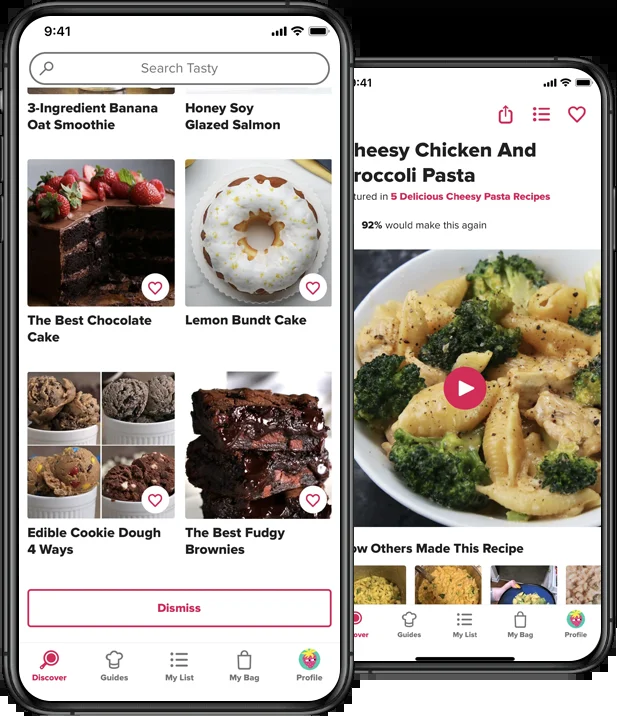 9:41
Search Tasty
3-Ingredient Banana
Oat Smoothie
Honey Soy
Glazed Salmon
The Best Chocolate
Cake
Lemon Bundt Cake
Edible Cookie Dough
4 Ways
The Best Fudgy
Brownies
Dismiss
Discover
Guides
My List
My Bag
Profile
:41
heesy Chicken And
roccoli Pasta
tured in 5 Delicious Cheesy Pasta Recipes
92% would make this again
ow Others Made This Recipe
over
Guides
My List
My Bag
Profile